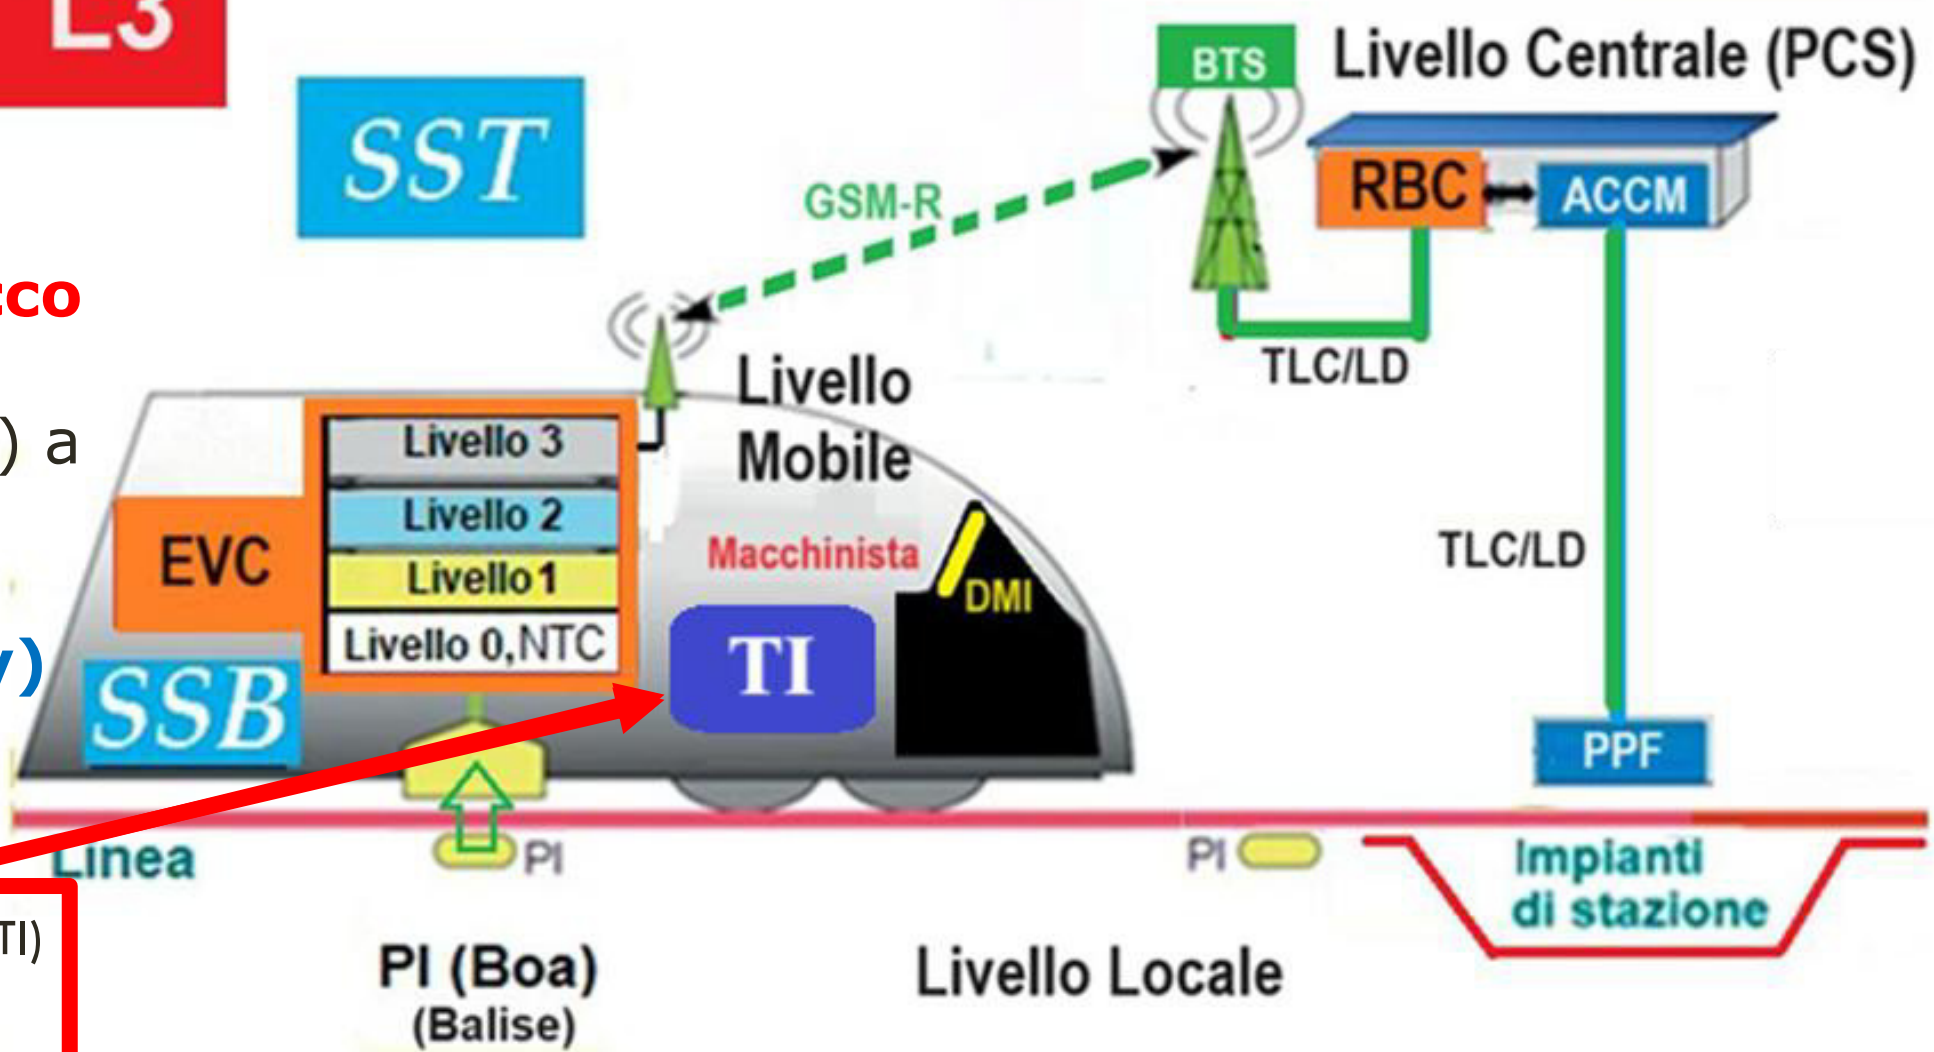 L3
BTS
Livello Centrale (PCS)
SST
RBC
ACCM
GSM-R
TLC/LD
) a
Livello
Mobile
Livello 3
Livello 2
Livello 1
Livello 0, NTC
EVC
Macchinista
DMI
TLC/LD
TI
SSB
PPF
Linea
PI
PI
Impianti
di stazione
TI)
PI (Boa)
(Balise)
Livello Locale